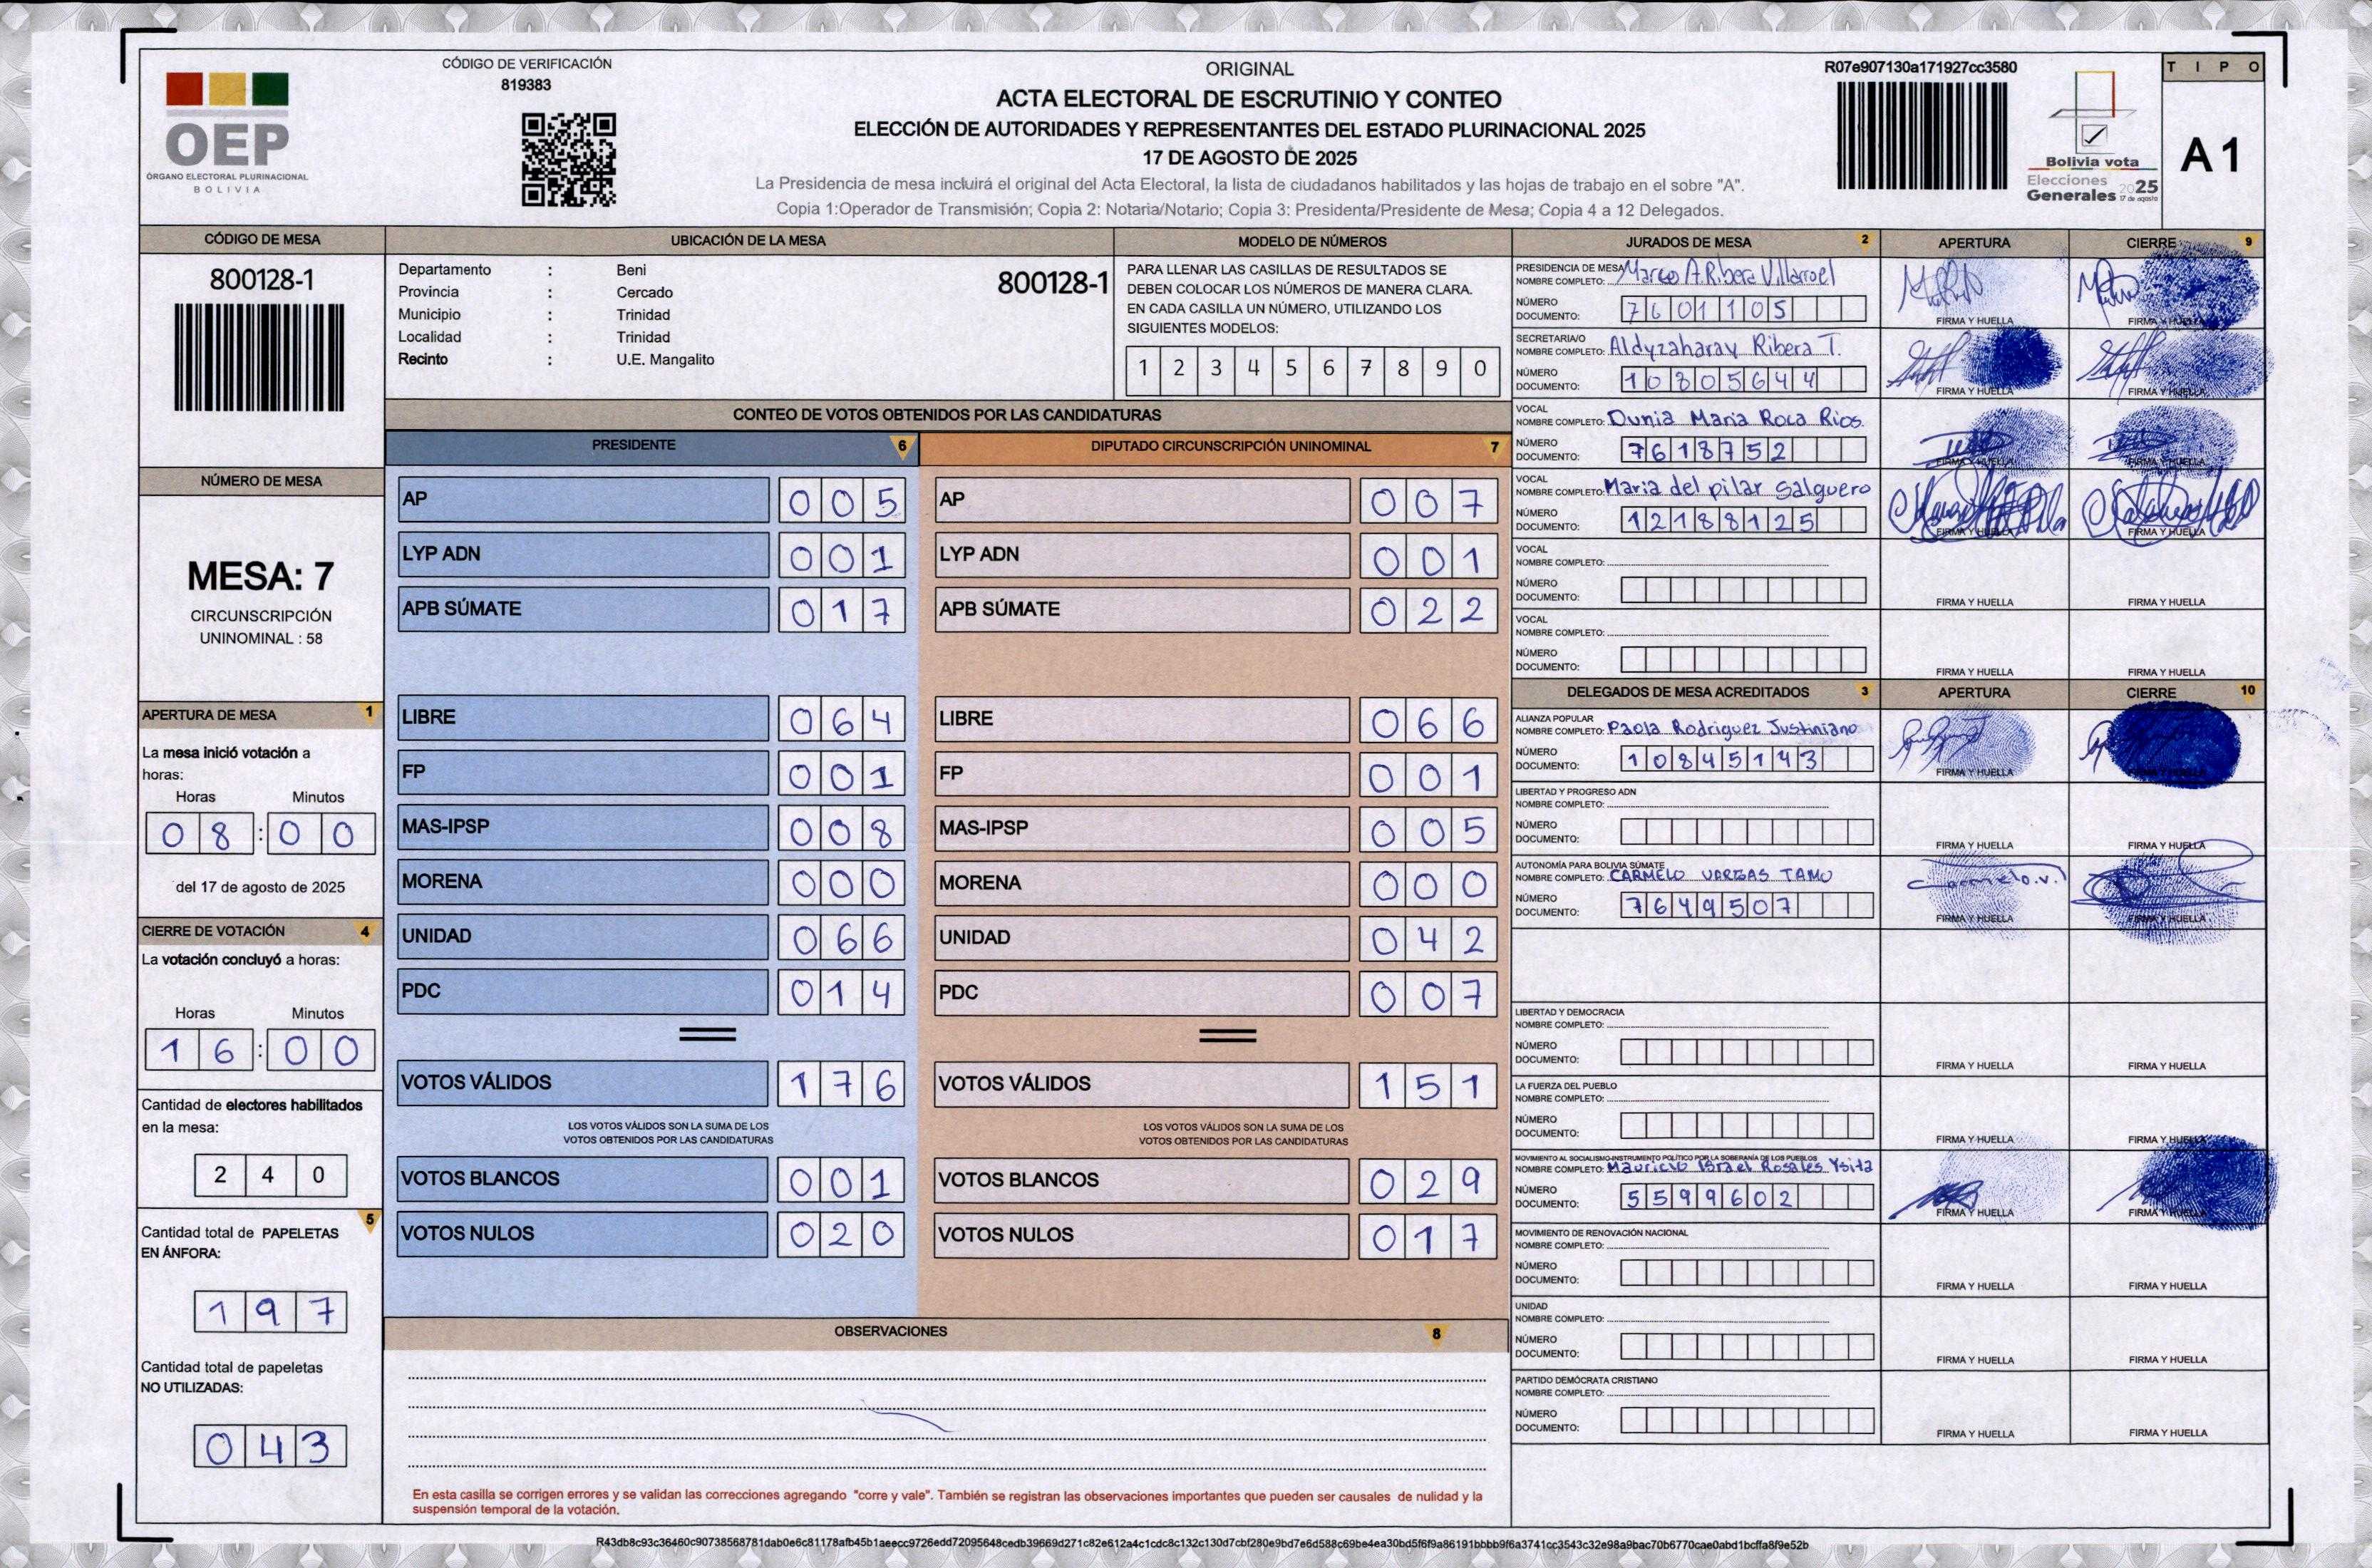 CÓDIGO DE VERIFICACIÓN
819383
OEP
ÓRGANO ELECTORAL PLURINACIONAL
BOLIVIA
ORIGINAL
ACTA ELECTORAL DE ESCRUTINIO Y CONTEO
ELECCIÓN DE AUTORIDADES Y REPRESENTANTES DEL ESTADO PLURINACIONAL 2025
17 DE AGOSTO DE 2025
La Presidencia de mesa incluirá el original del Acta Electoral, la lista de ciudadanos habilitados y las hojas de trabajo en el sobre "A".
Copia 1:Operador de Transmisión; Copia 2: Notaria/Notario; Copia 3: Presidenta/Presidente de Mesa; Copia 4 a 12 Delegados.
R07e907130a171927cc3580
Bolivia vota
Elecciones
Generales 2025
17 de agosto
TIPO
A1
CÓDIGO DE MESA
800128-1
NÚMERO DE MESA
MESA: 7
CIRCUNSCRIPCIÓN
UNINOMINAL : 58
APERTURA DE MESA 1
La mesa inició votación a
horas:
Horas Minutos
08:00
del 17 de agosto de 2025
CIERRE DE VOTACIÓN 4
La votación concluyó a horas:
Horas Minutos
16:00
Cantidad de electores habilitados
en la mesa:
240
5
Cantidad total de PAPELETAS
EN ÁNFORA:
197
Cantidad total de papeletas
NO UTILIZADAS:
043
UBICACIÓN DE LA MESA
Departamento : Beni 800128-1
Provincia : Cercado
Municipio : Trinidad
Localidad : Trinidad
Recinto : U.E. Mangalito
MODELO DE NÚMEROS
PARA LLENAR LAS CASILLAS DE RESULTADOS SE
DEBEN COLOCAR LOS NÚMEROS DE MANERA CLARA.
EN CADA CASILLA UN NÚMERO, UTILIZANDO LOS
SIGUIENTES MODELOS:
1 2 3 4 5 6 7 8 9 0
CONTEO DE VOTOS OBTENIDOS POR LAS CANDIDATURAS
PRESIDENTE 6
AP 005
LYP ADN 001
APB SÚMATE 017
LIBRE 064
FP 001
MAS-IPSP 008
MORENA 000
UNIDAD 066
PDC 014
VOTOS VÁLIDOS 176
LOS VOTOS VÁLIDOS SON LA SUMA DE LOS
VOTOS OBTENIDOS POR LAS CANDIDATURAS
VOTOS BLANCOS 001
VOTOS NULOS 020
DIPUTADO CIRCUNSCRIPCIÓN UNINOMINAL 7
AP 007
LYP ADN 001
APB SÚMATE 022
LIBRE 066
FP 001
MAS-IPSP 005
MORENA 000
UNIDAD 042
PDC 007
VOTOS VÁLIDOS 151
LOS VOTOS VÁLIDOS SON LA SUMA DE LOS
VOTOS OBTENIDOS POR LAS CANDIDATURAS
VOTOS BLANCOS 029
VOTOS NULOS 017
OBSERVACIONES 8
En esta casilla se corrigen errores y se validan las correcciones agregando "corre y vale". También se registran las observaciones importantes que pueden ser causales de nulidad y la
suspensión temporal de la votación.
JURADOS DE MESA 2 APERTURA CIERRE 9
PRESIDENCIA DE MESA
NOMBRE COMPLETO: Marco A.Ribera Villarroel
NÚMERO
DOCUMENTO: 7601105
FIRMA Y HUELLA FIRMA Y HUELLA
SECRETARIA/O
NOMBRE COMPLETO: Aldyzaharay Ribera T.
NÚMERO
DOCUMENTO: 10805644
FIRMA Y HUELLA FIRMA Y HUELLA
VOCAL
NOMBRE COMPLETO: Dunia Maria Roca Rios.
NÚMERO
DOCUMENTO: 7618752
FIRMA Y HUELLA FIRMA Y HUELLA
VOCAL
NOMBRE COMPLETO: Maria del pilar Salguero
NÚMERO
DOCUMENTO: 12188125
FIRMA Y HUELLA FIRMA Y HUELLA
VOCAL
NOMBRE COMPLETO:
NÚMERO
DOCUMENTO:
FIRMA Y HUELLA FIRMA Y HUELLA
VOCAL
NOMBRE COMPLETO:
NÚMERO
DOCUMENTO:
FIRMA Y HUELLA FIRMA Y HUELLA
DELEGADOS DE MESA ACREDITADOS 3 APERTURA CIERRE 10
ALIANZA POPULAR
NOMBRE COMPLETO: Paola Rodriguez Justiniano
NÚMERO
DOCUMENTO: 10845143
FIRMA Y HUELLA FIRMA Y HUELLA
LIBERTAD Y PROGRESO ADN
NOMBRE COMPLETO:
NÚMERO
DOCUMENTO:
FIRMA Y HUELLA FIRMA Y HUELLA
AUTONOMÍA PARA BOLIVIA SÚMATE
NOMBRE COMPLETO: CARMELO VARGAS TAMO
Carmelo.v.
NÚMERO
DOCUMENTO: 7649507
FIRMA Y HUELLA FIRMA Y HUELLA
LIBERTAD Y DEMOCRACIA
NOMBRE COMPLETO:
NÚMERO
DOCUMENTO:
FIRMA Y HUELLA FIRMA Y HUELLA
LA FUERZA DEL PUEBLO
NOMBRE COMPLETO:
NÚMERO
DOCUMENTO:
FIRMA Y HUELLA FIRMA Y HUELLA
MOVIMIENTO AL SOCIALISMO-INSTRUMENTO POLÍTICO POR LA SOBERANÍA DE LOS PUEBLOS
NOMBRE COMPLETO: Mauricio Israel Rosales
NÚMERO
DOCUMENTO: 5599602
FIRMA Y HUELLA FIRMA Y HUELLA
MOVIMIENTO DE RENOVACIÓN NACIONAL
NOMBRE COMPLETO:
NÚMERO
DOCUMENTO:
FIRMA Y HUELLA FIRMA Y HUELLA
UNIDAD
NOMBRE COMPLETO:
NÚMERO
DOCUMENTO:
FIRMA Y HUELLA FIRMA Y HUELLA
PARTIDO DEMÓCRATA CRISTIANO
NOMBRE COMPLETO:
NÚMERO
DOCUMENTO:
FIRMA Y HUELLA FIRMA Y HUELLA